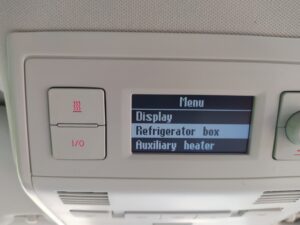 Menu
Display
Refrigerator box
Auxiliary heater
I/O